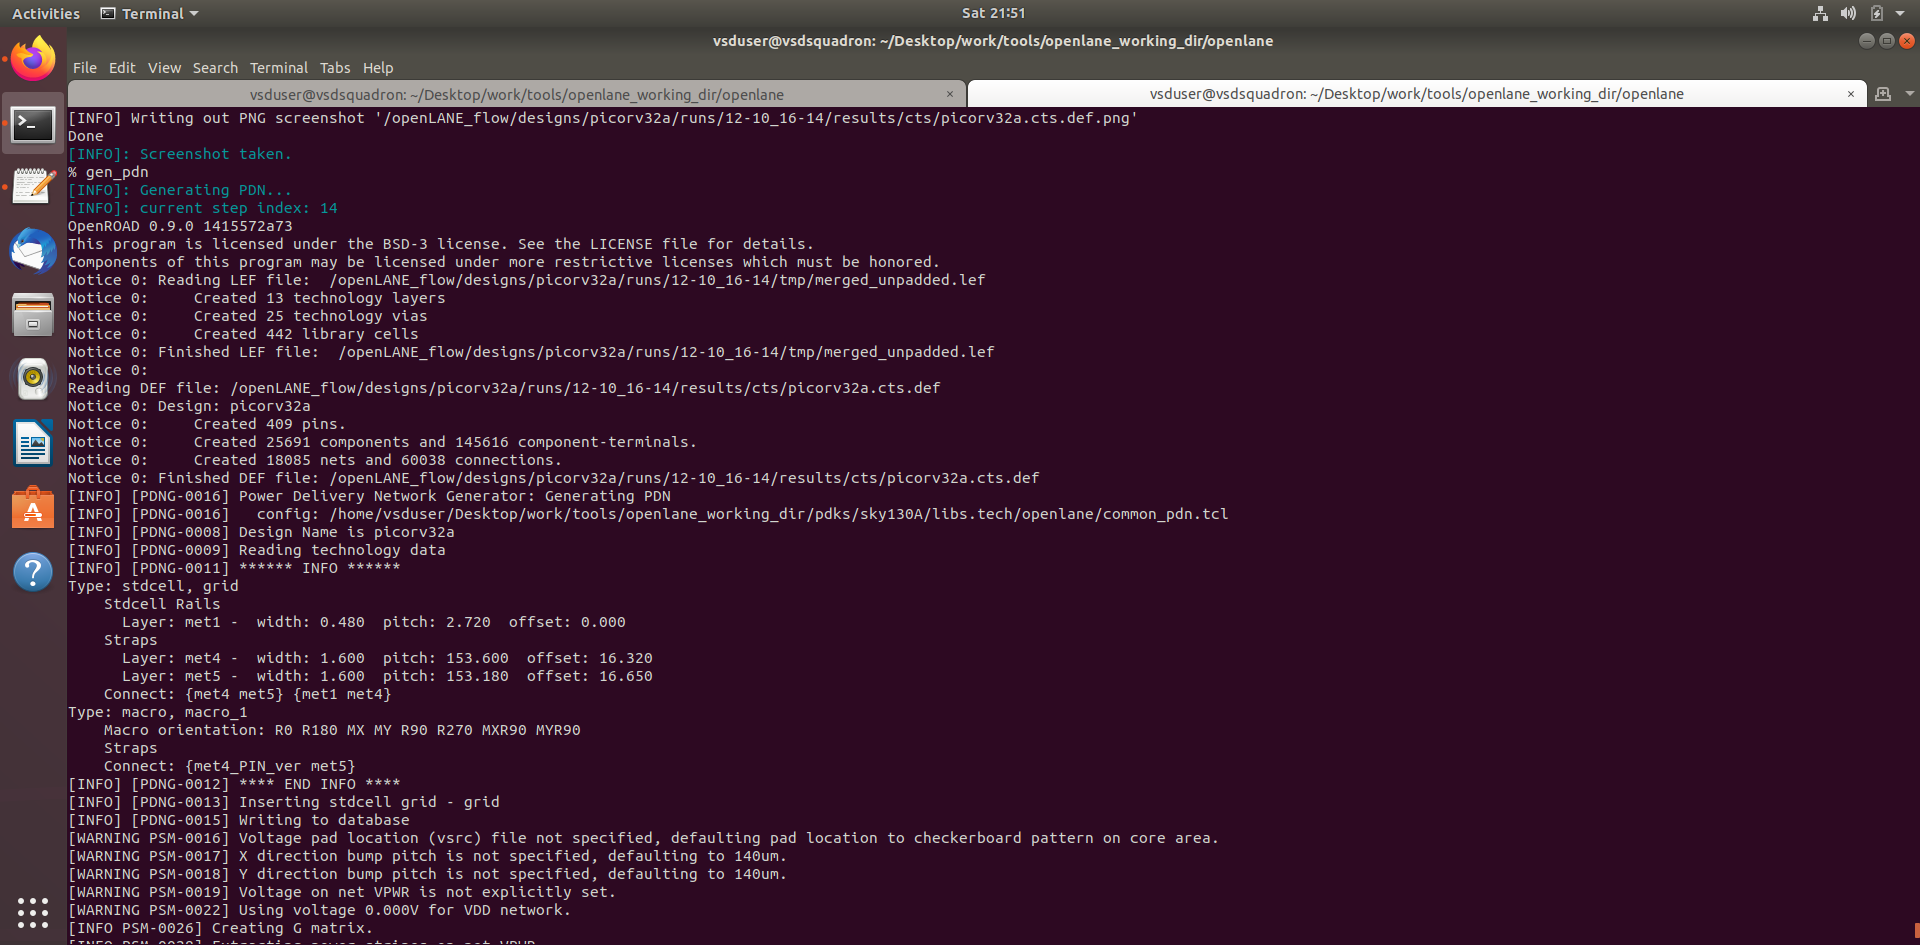 Activities
Terminal
Sat 21:51
vsduser@vsdsquadron: ~/Desktop/work/tools/openlane_working_dir/openlane
File Edit View Search Terminal Tabs Help
vsduser@vsdsquadron: ~/Desktop/work/tools/openlane_working_dir/openlane
vsduser@vsdsquadron: ~/Desktop/work/tools/openlane_working_dir/openlane
[INFO] Writing out PNG screenshot '/openLANE_flow/designs/picorv32a/runs/12-10_16-14/results/cts/picorv32a.cts.def.png'
Done
[INFO]: Screenshot taken.
% gen_pdn
[INFO]: Generating PDN...
[INFO]: current step index: 14
OpenROAD 0.9.0 1415572a73
This program is licensed under the BSD-3 license. See the LICENSE file for details.
Components of this program may be licensed under more restrictive licenses which must be honored.
Notice 0: Reading LEF file:  /openLANE_flow/designs/picorv32a/runs/12-10_16-14/tmp/merged_unpadded.lef
Notice 0:     Created 13 technology layers
Notice 0:     Created 25 technology vias
Notice 0:     Created 442 library cells
Notice 0: Finished LEF file:  /openLANE_flow/designs/picorv32a/runs/12-10_16-14/tmp/merged_unpadded.lef
Notice 0:
Reading DEF file: /openLANE_flow/designs/picorv32a/runs/12-10_16-14/results/cts/picorv32a.cts.def
Notice 0: Design: picorv32a
Notice 0:     Created 409 pins.
Notice 0:     Created 25691 components and 145616 component-terminals.
Notice 0:     Created 18085 nets and 60038 connections.
Notice 0: Finished DEF file: /openLANE_flow/designs/picorv32a/runs/12-10_16-14/results/cts/picorv32a.cts.def
[INFO] [PDNG-0016] Power Delivery Network Generator: Generating PDN
[INFO] [PDNG-0016]   config: /home/vsduser/Desktop/work/tools/openlane_working_dir/pdks/sky130A/libs.tech/openlane/common_pdn.tcl
[INFO] [PDNG-0008] Design Name is picorv32a
[INFO] [PDNG-0009] Reading technology data
[INFO] [PDNG-0011] ****** INFO ******
Type: stdcell, grid
    Stdcell Rails
      Layer: met1 -  width: 0.480  pitch: 2.720  offset: 0.000
    Straps
      Layer: met4 -  width: 1.600  pitch: 153.600  offset: 16.320
      Layer: met5 -  width: 1.600  pitch: 153.180  offset: 16.650
    Connect: {met4 met5} {met1 met4}
Type: macro, macro_1
    Macro orientation: R0 R180 MX MY R90 R270 MXR90 MYR90
    Straps
    Connect: {met4_PIN_ver met5}
[INFO] [PDNG-0012] **** END INFO ****
[INFO] [PDNG-0013] Inserting stdcell grid - grid
[INFO] [PDNG-0015] Writing to database
[WARNING PSM-0016] Voltage pad location (vsrc) file not specified, defaulting pad location to checkerboard pattern on core area.
[WARNING PSM-0017] X direction bump pitch is not specified, defaulting to 140um.
[WARNING PSM-0018] Y direction bump pitch is not specified, defaulting to 140um.
[WARNING PSM-0019] Voltage on net VPWR is not explicitly set.
[WARNING PSM-0022] Using voltage 0.000V for VDD network.
[INFO PSM-0026] Creating G matrix.